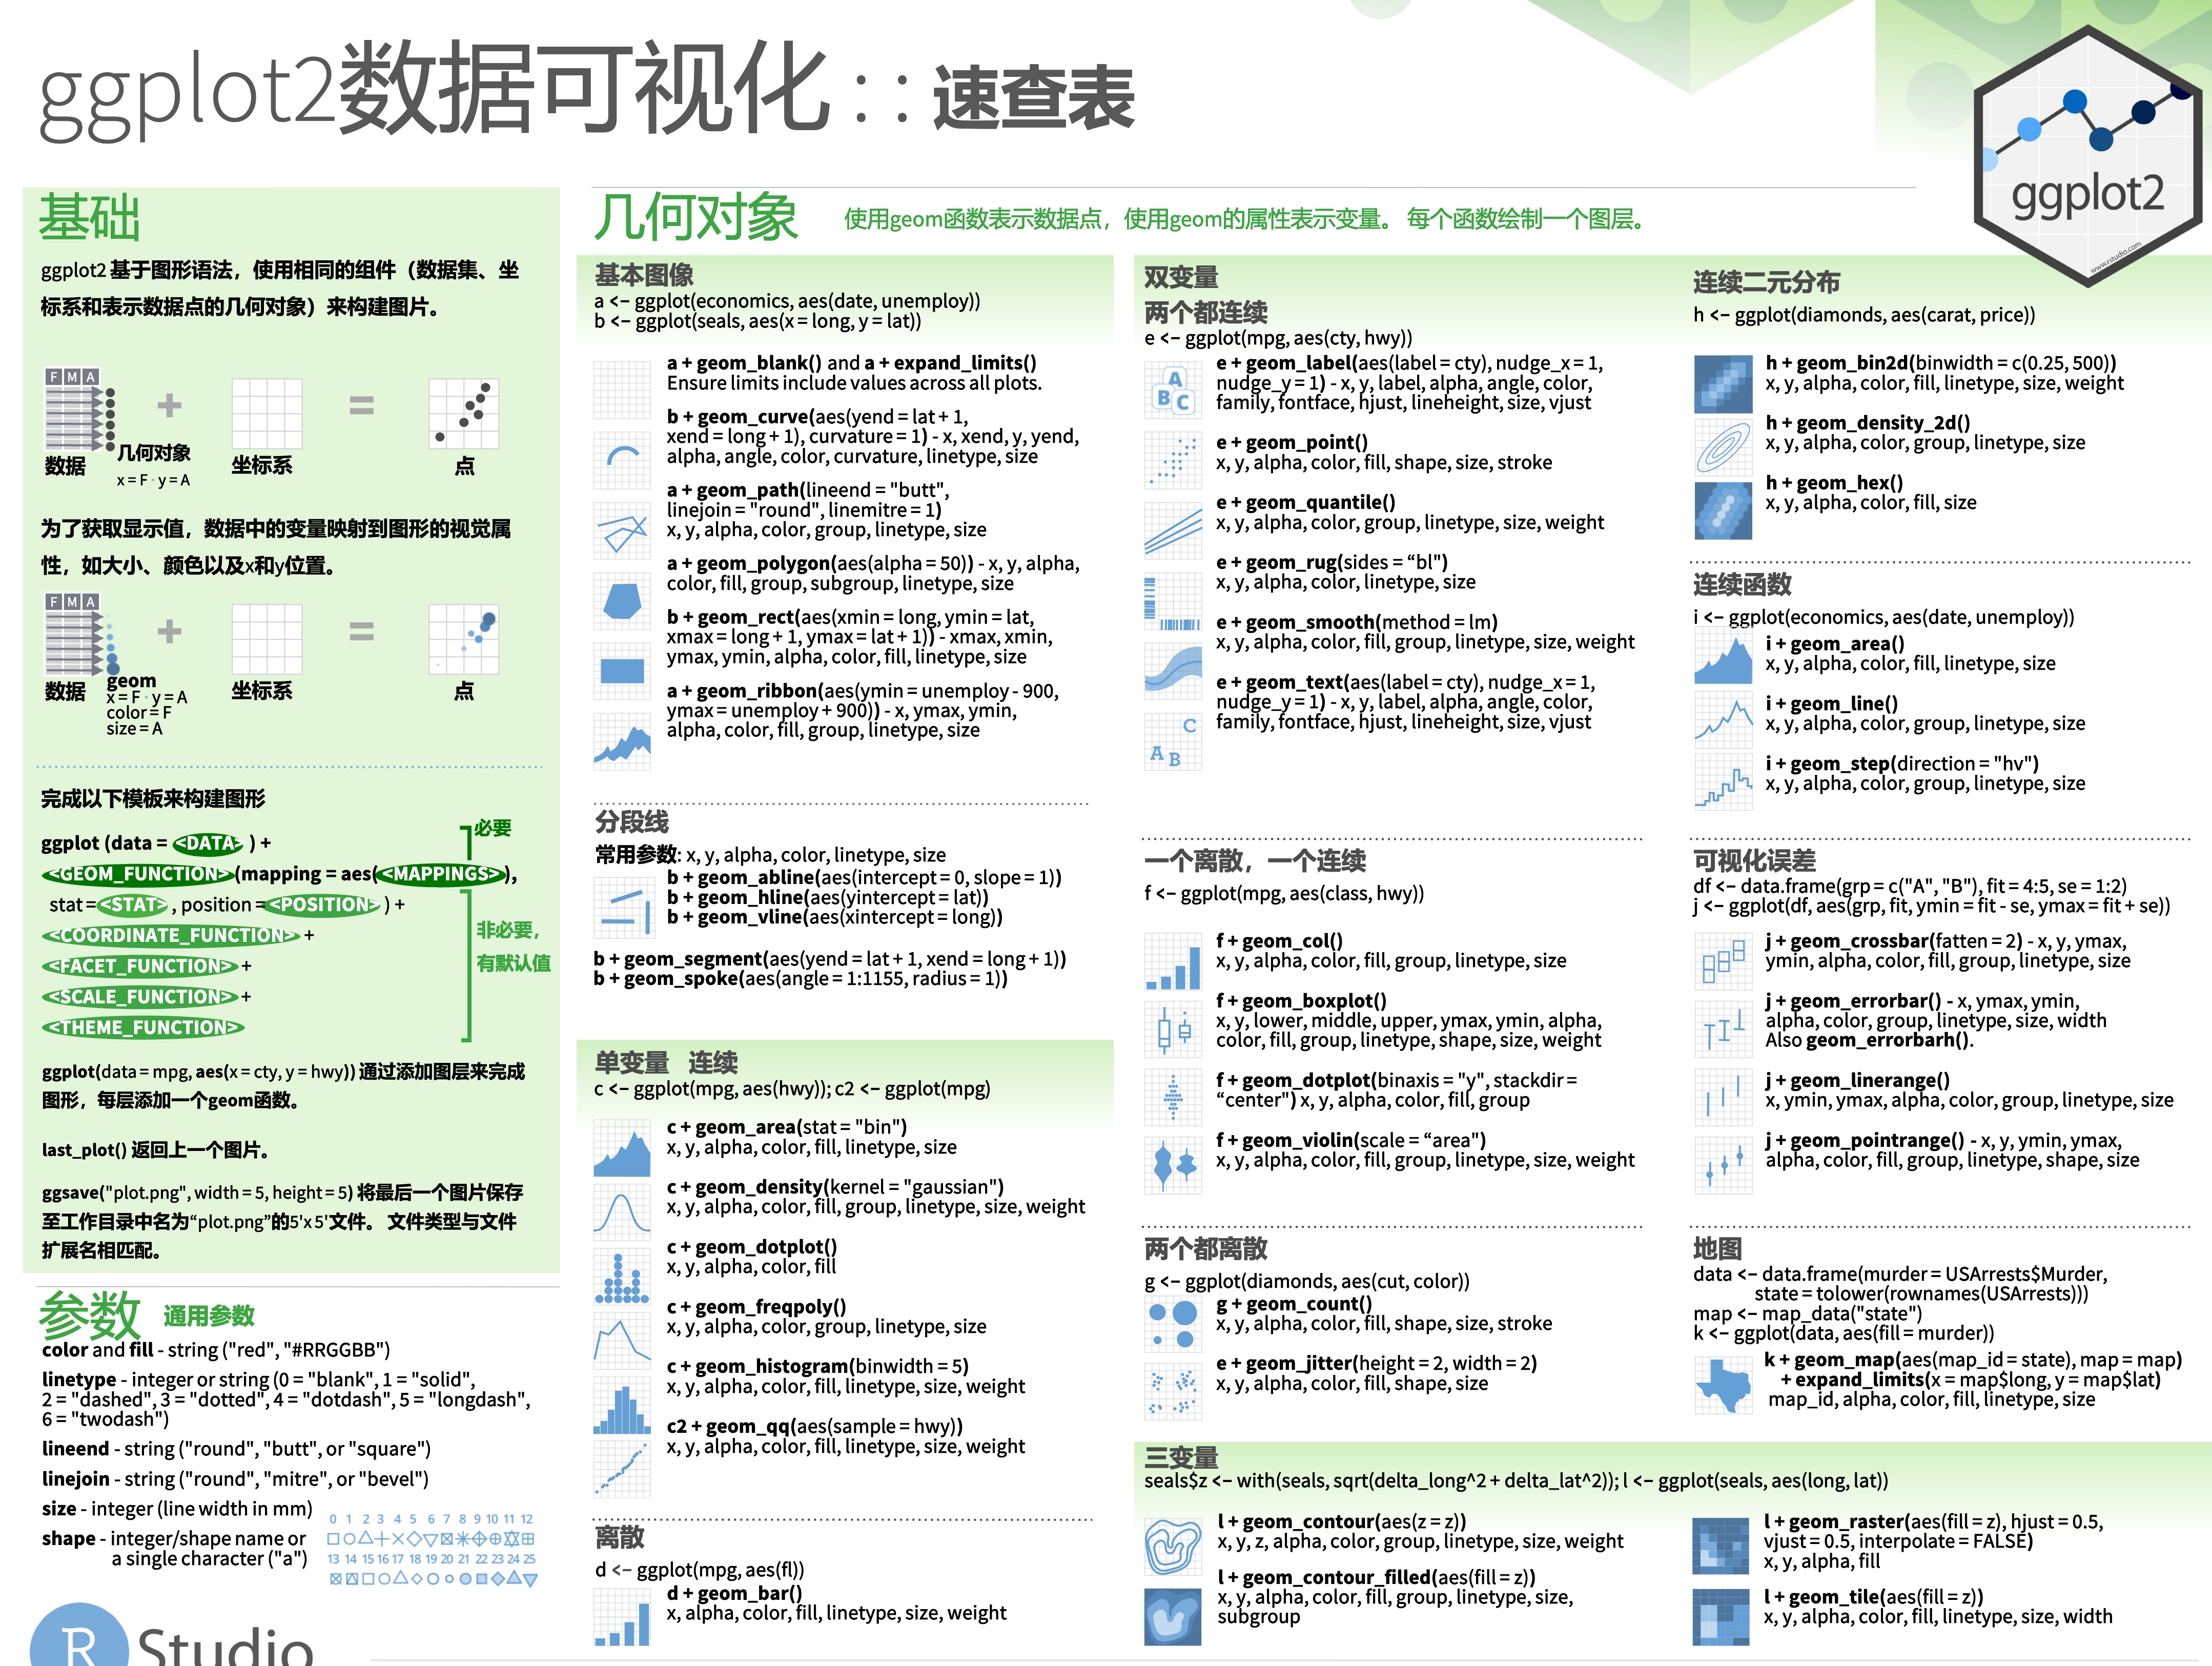 ggplot2数据可视化 : : 速查表
ggplot2
www.rstudio.com
基础
ggplot2 基于图形语法，使用相同的组件（数据集、坐
标系和表示数据点的几何对象）来构建图片。
F M A
+
=
数据
几何对象
x = F · y = A
坐标系
点
为了获取显示值，数据中的变量映射到图形的视觉属
性，如大小、颜色以及x和y位置。
F M A
+
=
数据
geom
x = F · y = A
color = F
size = A
坐标系
点
完成以下模板来构建图形
必要
ggplot (data = <DATA> ) +
<GEOM_FUNCTION>(mapping = aes(<MAPPINGS>),
stat = <STAT> , position =<POSITION> ) +
<COORDINATE_FUNCTION> +
<FACET_FUNCTION> +
<SCALE_FUNCTION> +
<THEME_FUNCTION>
非必要，
有默认值
ggplot(data = mpg, aes(x = cty, y = hwy)) 通过添加图层来完成
图形，每层添加一个geom函数。
last_plot() 返回上一个图片。
ggsave("plot.png", width = 5, height = 5) 将最后一个图片保存
至工作目录中名为“plot.png”的5'x 5'文件。 文件类型与文件
扩展名相匹配。
参数 通用参数
color and fill - string ("red", "#RRGGBB")
linetype - integer or string (0 = "blank", 1 = "solid",
2 = "dashed", 3 = "dotted", 4 = "dotdash", 5 = "longdash",
6 = "twodash")
lineend - string ("round", "butt", or "square")
linejoin - string ("round", "mitre", or "bevel")
size - integer (line width in mm)
shape - integer/shape name or
a single character ("a")
0 1 2 3 4 5 6 7 8 9 10 11 12
13 14 15 16 17 18 19 20 21 22 23 24 25
R Studio
几何对象 使用geom函数表示数据点，使用geom的属性表示变量。 每个函数绘制一个图层。
基本图像
a <- ggplot(economics, aes(date, unemploy))
b <- ggplot(seals, aes(x = long, y = lat))
a + geom_blank() and a + expand_limits()
Ensure limits include values across all plots.
b + geom_curve(aes(yend = lat + 1,
xend = long + 1), curvature = 1) - x, xend, y, yend,
alpha, angle, color, curvature, linetype, size
a + geom_path(lineend = "butt",
linejoin = "round", linemitre = 1)
x, y, alpha, color, group, linetype, size
a + geom_polygon(aes(alpha = 50)) - x, y, alpha,
color, fill, group, subgroup, linetype, size
b + geom_rect(aes(xmin = long, ymin = lat,
xmax = long + 1, ymax = lat + 1)) - xmax, xmin,
ymax, ymin, alpha, color, fill, linetype, size
a + geom_ribbon(aes(ymin = unemploy - 900,
ymax = unemploy + 900)) - x, ymax, ymin,
alpha, color, fill, group, linetype, size
分段线
常用参数: x, y, alpha, color, linetype, size
b + geom_abline(aes(intercept = 0, slope = 1))
b + geom_hline(aes(yintercept = lat))
b + geom_vline(aes(xintercept = long))
b + geom_segment(aes(yend = lat + 1, xend = long + 1))
b + geom_spoke(aes(angle = 1:1155, radius = 1))
单变量 连续
c <- ggplot(mpg, aes(hwy)); c2 <- ggplot(mpg)
c + geom_area(stat = "bin")
x, y, alpha, color, fill, linetype, size
c + geom_density(kernel = "gaussian")
x, y, alpha, color, fill, group, linetype, size, weight
c + geom_dotplot()
x, y, alpha, color, fill
c + geom_freqpoly()
x, y, alpha, color, group, linetype, size
c + geom_histogram(binwidth = 5)
x, y, alpha, color, fill, linetype, size, weight
c2 + geom_qq(aes(sample = hwy))
x, y, alpha, color, fill, linetype, size, weight
离散
d <- ggplot(mpg, aes(fl))
d + geom_bar()
x, alpha, color, fill, linetype, size, weight
双变量
两个都连续
e <- ggplot(mpg, aes(cty, hwy))
A
B C
e + geom_label(aes(label = cty), nudge_x = 1,
nudge_y = 1) - x, y, label, alpha, angle, color,
family, fontface, hjust, lineheight, size, vjust
e + geom_point()
x, y, alpha, color, fill, shape, size, stroke
e + geom_quantile()
x, y, alpha, color, group, linetype, size, weight
e + geom_rug(sides = “bl")
x, y, alpha, color, linetype, size
e + geom_smooth(method = lm)
x, y, alpha, color, fill, group, linetype, size, weight
e + geom_text(aes(label = cty), nudge_x = 1,
nudge_y = 1) - x, y, label, alpha, angle, color,
family, fontface, hjust, lineheight, size, vjust
C
A B
一个离散，一个连续
f <- ggplot(mpg, aes(class, hwy))
f + geom_col()
x, y, alpha, color, fill, group, linetype, size
f + geom_boxplot()
x, y, lower, middle, upper, ymax, ymin, alpha,
color, fill, group, linetype, shape, size, weight
f + geom_dotplot(binaxis = "y", stackdir =
“center") x, y, alpha, color, fill, group
f + geom_violin(scale = “area")
x, y, alpha, color, fill, group, linetype, size, weight
两个都离散
g <- ggplot(diamonds, aes(cut, color))
g + geom_count()
x, y, alpha, color, fill, shape, size, stroke
e + geom_jitter(height = 2, width = 2)
x, y, alpha, color, fill, shape, size
连续二元分布
h <- ggplot(diamonds, aes(carat, price))
h + geom_bin2d(binwidth = c(0.25, 500))
x, y, alpha, color, fill, linetype, size, weight
h + geom_density_2d()
x, y, alpha, color, group, linetype, size
h + geom_hex()
x, y, alpha, color, fill, size
连续函数
i <- ggplot(economics, aes(date, unemploy))
i + geom_area()
x, y, alpha, color, fill, linetype, size
i + geom_line()
x, y, alpha, color, group, linetype, size
i + geom_step(direction = "hv")
x, y, alpha, color, group, linetype, size
可视化误差
df <- data.frame(grp = c("A", "B"), fit = 4:5, se = 1:2)
j <- ggplot(df, aes(grp, fit, ymin = fit - se, ymax = fit + se))
j + geom_crossbar(fatten = 2) - x, y, ymax,
ymin, alpha, color, fill, group, linetype, size
j + geom_errorbar() - x, ymax, ymin,
alpha, color, group, linetype, size, width
Also geom_errorbarh().
j + geom_linerange()
x, ymin, ymax, alpha, color, group, linetype, size
j + geom_pointrange() - x, y, ymin, ymax,
alpha, color, fill, group, linetype, shape, size
地图
data <- data.frame(murder = USArrests$Murder,
state = tolower(rownames(USArrests)))
map <- map_data("state")
k <- ggplot(data, aes(fill = murder))
k + geom_map(aes(map_id = state), map = map)
+ expand_limits(x = map$long, y = map$lat)
map_id, alpha, color, fill, linetype, size
三变量
seals$z <- with(seals, sqrt(delta_long^2 + delta_lat^2)); l <- ggplot(seals, aes(long, lat))
l + geom_contour(aes(z = z))
x, y, z, alpha, color, group, linetype, size, weight
l + geom_contour_filled(aes(fill = z))
x, y, alpha, color, fill, group, linetype, size,
subgroup
l + geom_raster(aes(fill = z), hjust = 0.5,
vjust = 0.5, interpolate = FALSE)
x, y, alpha, fill
l + geom_tile(aes(fill = z))
x, y, alpha, color, fill, linetype, size, width